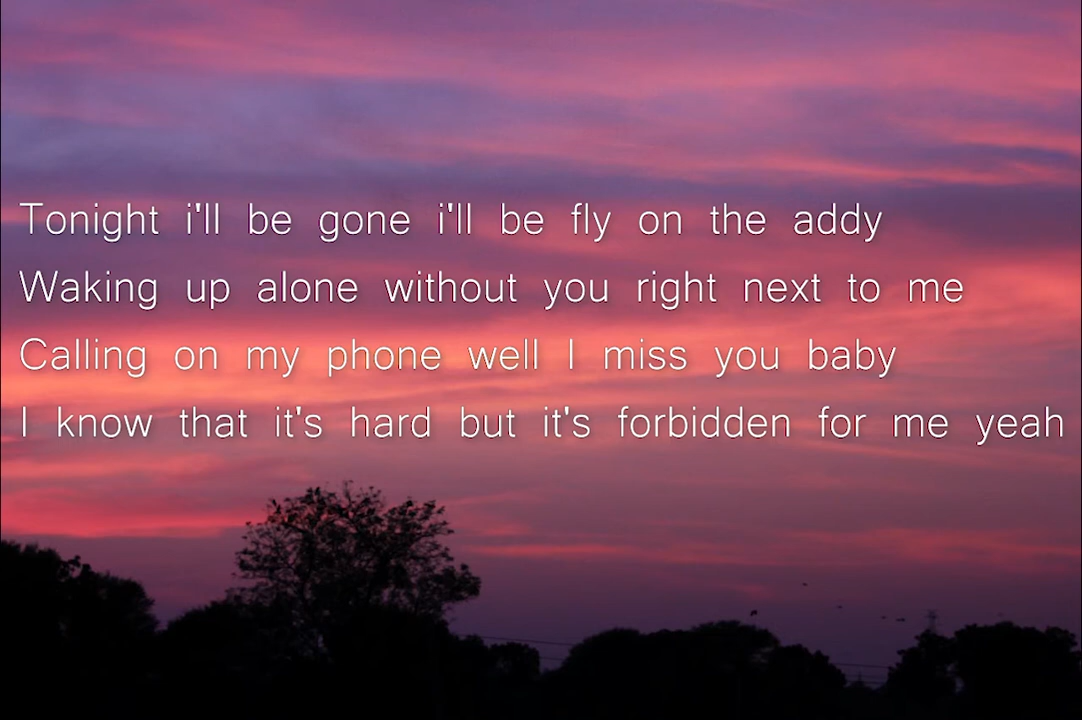 Tonight i'll be gone i'll be fly on the addy
Waking up alone without you right next to me
Calling on my phone well I miss you baby
I know that it's hard but it's forbidden for me yeah